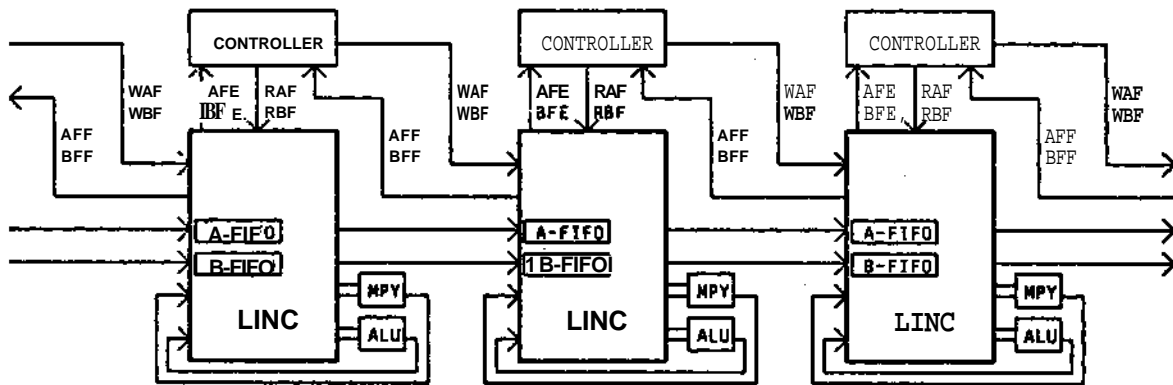 CONTROLLER
CONTROLLER
CONTROLLER
WAF
WBF
AFE
IBF E.
RAF
RBF
WAF
WBF
AFE
BFE
RAF
RBF
WAF
WBF
AFE
BFE,
RAF
RBF
WAF
WBF
AFF
BFF
AFF
BFF
AFF
BFF
AFF
BFF
A-FIFO
A-FIFO
A-FIFO
B-FIFO
1 B-FIFO
B-FIFO
MPY
MPY
MPY
LINC
LINC
LINC
ALU
ALU
ALU